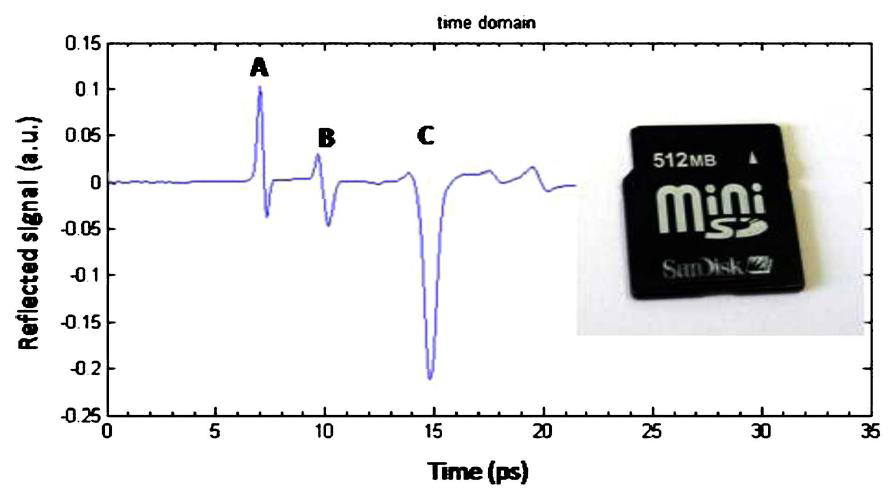 time domain
0.15
0.1
0.05
0
-0.05
-0.1
-0.15
-0.2
-0.25
Reflected signal (a.u.)
A
B
C
512MB
mini
SD
SanDisk
0
5
10
15
20
25
30
35
Time (ps)